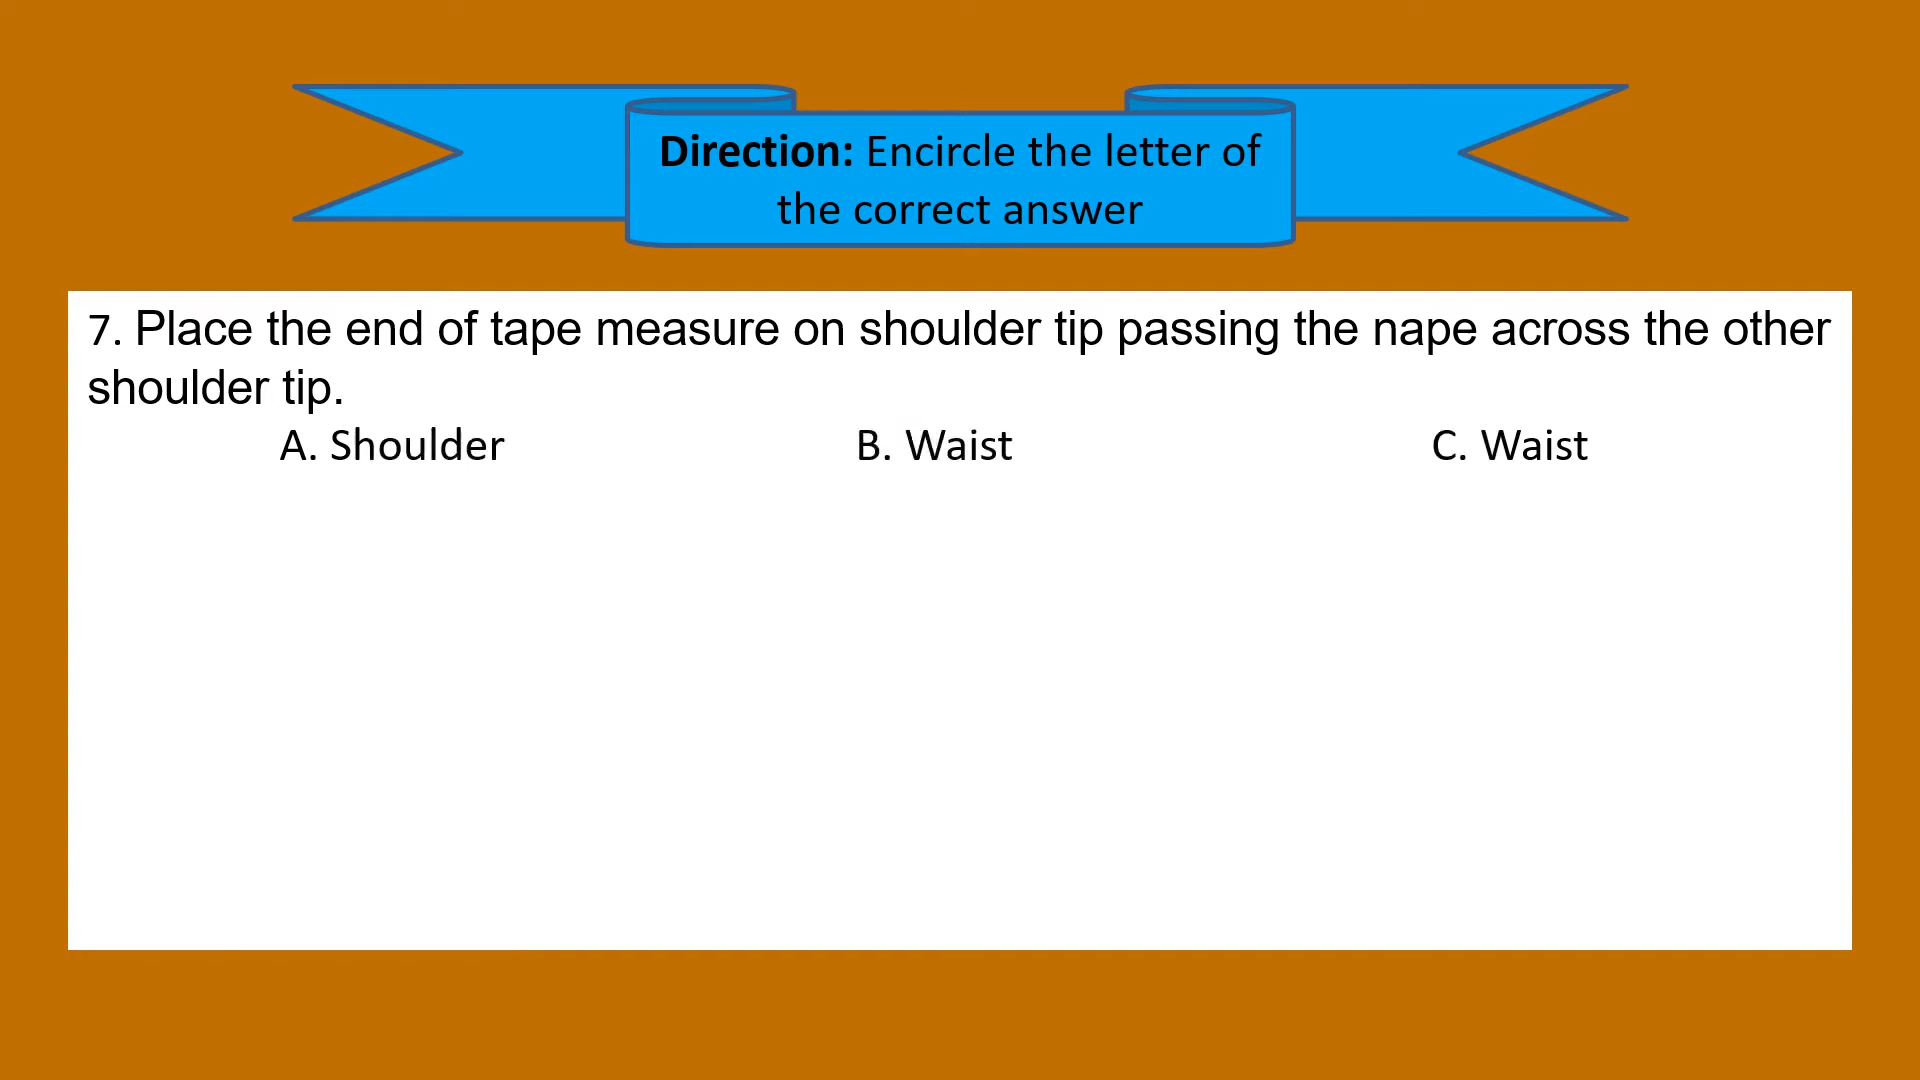 Direction: Encircle the letter of
the correct answer
7. Place the end of tape measure on shoulder tip passing the nape across the other
shoulder tip.
A. Shoulder B. Waist C. Waist